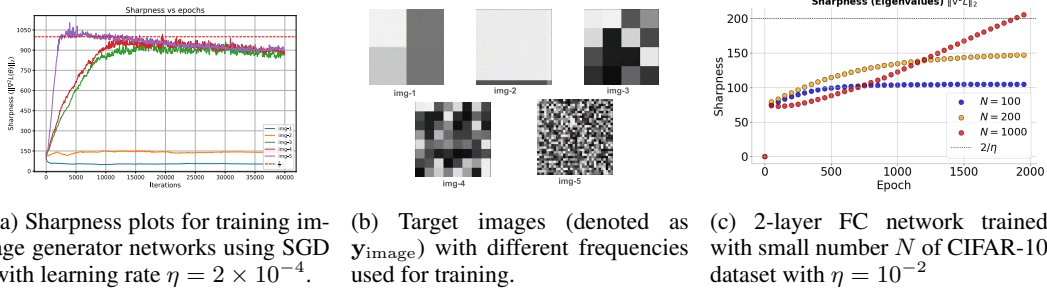 Sharpness vs epochs
Sharpness (‖∇²L(θ)‖₂)
1050
900
750
600
450
300
150
0
0 5000 10000 15000 20000 25000 30000 35000 40000
Iterations
img-1
img-2
img-3
img-4
img-5
img-1
img-2
img-3
img-4
img-5
Sharpness (Eigenvalues) ‖∇²L‖₂
Sharpness
200
150
100
50
0
0 500 1000 1500 2000
Epoch
N = 100
N = 200
N = 1000
2/η
a) Sharpness plots for training im-
age generator networks using SGD
with learning rate η = 2 × 10⁻⁴.
(b) Target images (denoted as
y_image) with different frequencies
used for training.
(c) 2-layer FC network trained
with small number N of CIFAR-10
dataset with η = 10⁻²